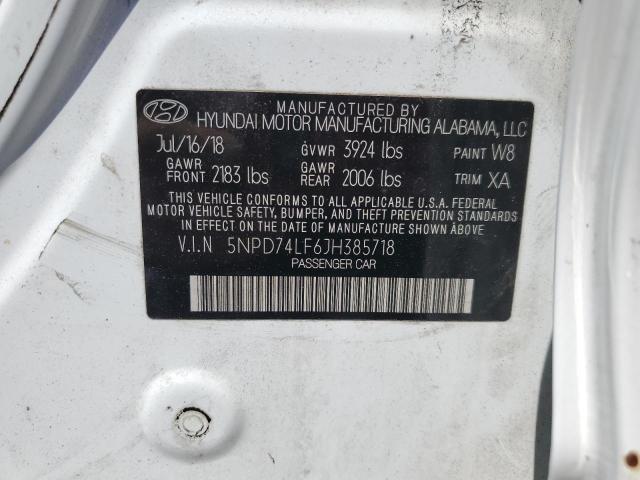 MANUFACTURED BY
HYUNDAI MOTOR MANUFACTURING ALABAMA, LLC
Jul/16/18 GVWR 3924 lbs PAINT W8
GAWR FRONT 2183 lbs GAWR REAR 2006 lbs TRIM XA
THIS VEHICLE CONFORMS TO ALL APPLICABLE U.S.A. FEDERAL
MOTOR VEHICLE SAFETY, BUMPER, AND THEFT PREVENTION STANDARDS
IN EFFECT ON THE DATE OF MANUFACTURE SHOWN ABOVE.
V.I.N 5NPD74LF6JH385718
PASSENGER CAR